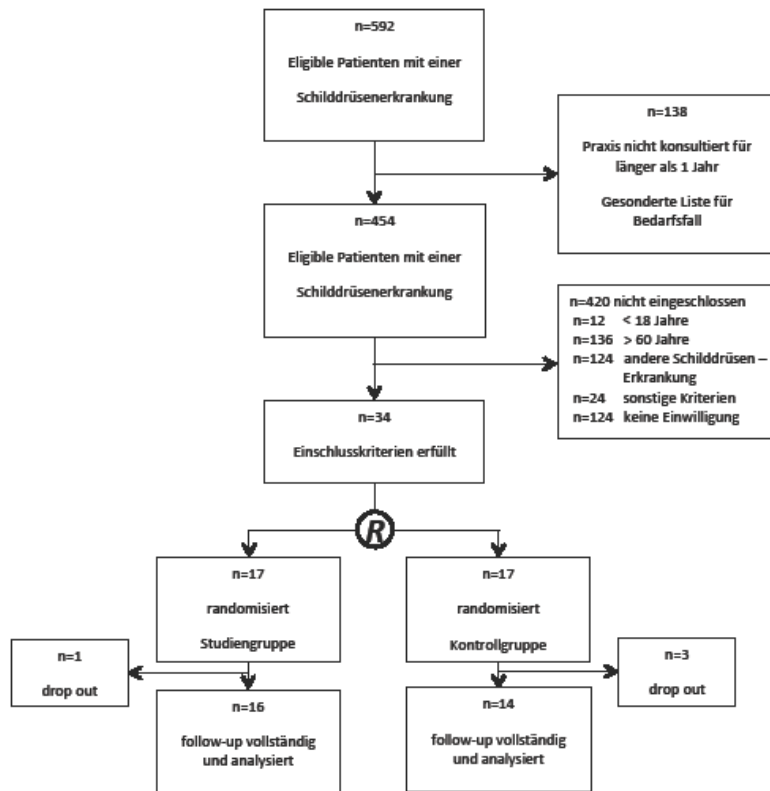 n=592
Eligible Patienten mit einer
Schilddrüsenerkrankung
n=138
Praxis nicht konsultiert für
länger als 1 Jahr
Gesonderte Liste für
Bedarfsfall
n=454
Eligible Patienten mit einer
Schilddrüsenerkrankung
n=420 nicht eingeschlossen
n=12 < 18 Jahre
n=136 > 60 Jahre
n=124 andere Schilddrüsen –
Erkrankung
n=24 sonstige Kriterien
n=124 keine Einwilligung
n=34
Einschlusskriterien erfüllt
R
n=17
randomisiert
Studiengruppe
n=17
randomisiert
Kontrollgruppe
n=1
drop out
n=3
drop out
n=16
follow-up vollständig
und analysiert
n=14
follow-up vollständig
und analysiert